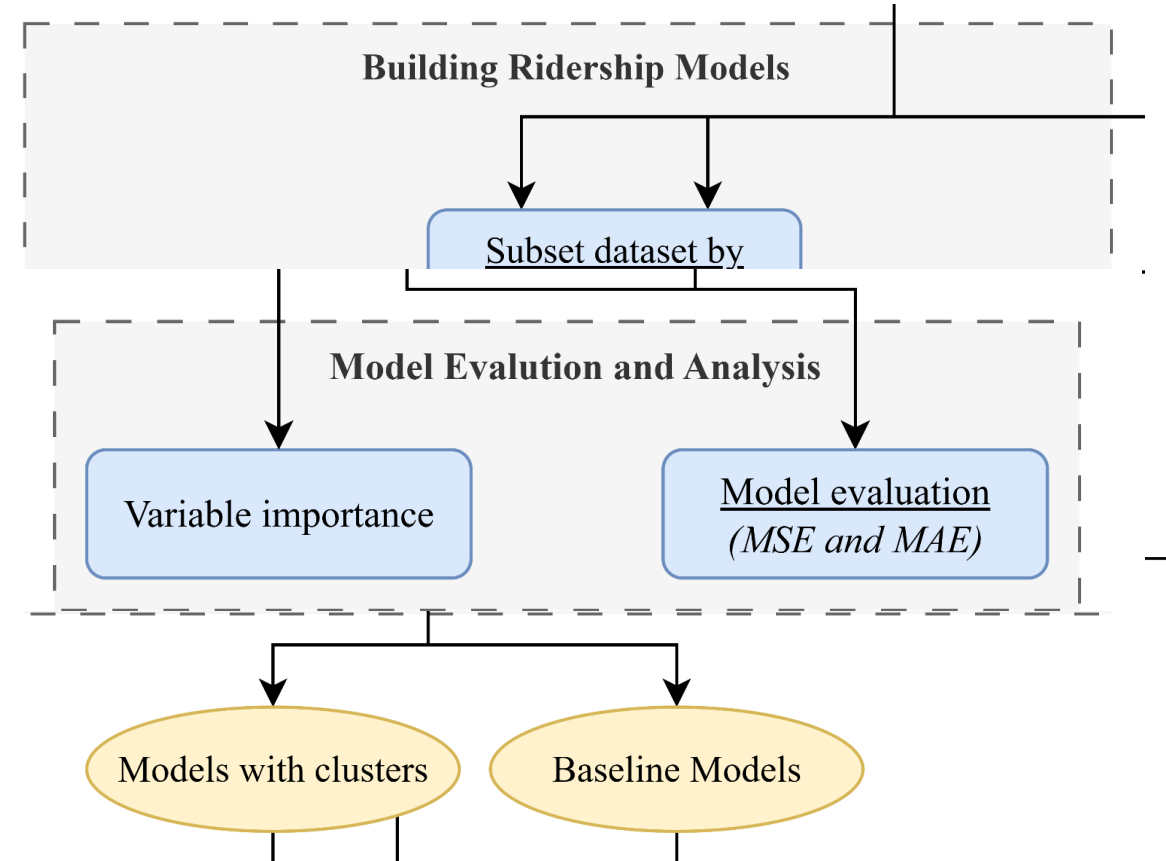 Building Ridership Models
Subset dataset by
Model Evalution and Analysis
Variable importance
Model evaluation
(MSE and MAE)
Models with clusters
Baseline Models